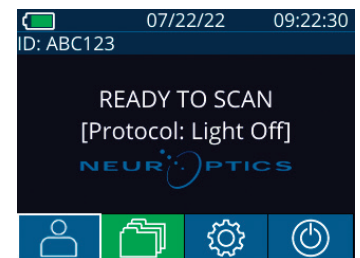 07/22/22 09:22:30
ID: ABC123
READY TO SCAN
[Protocol: Light Off]
NEUROPTICS